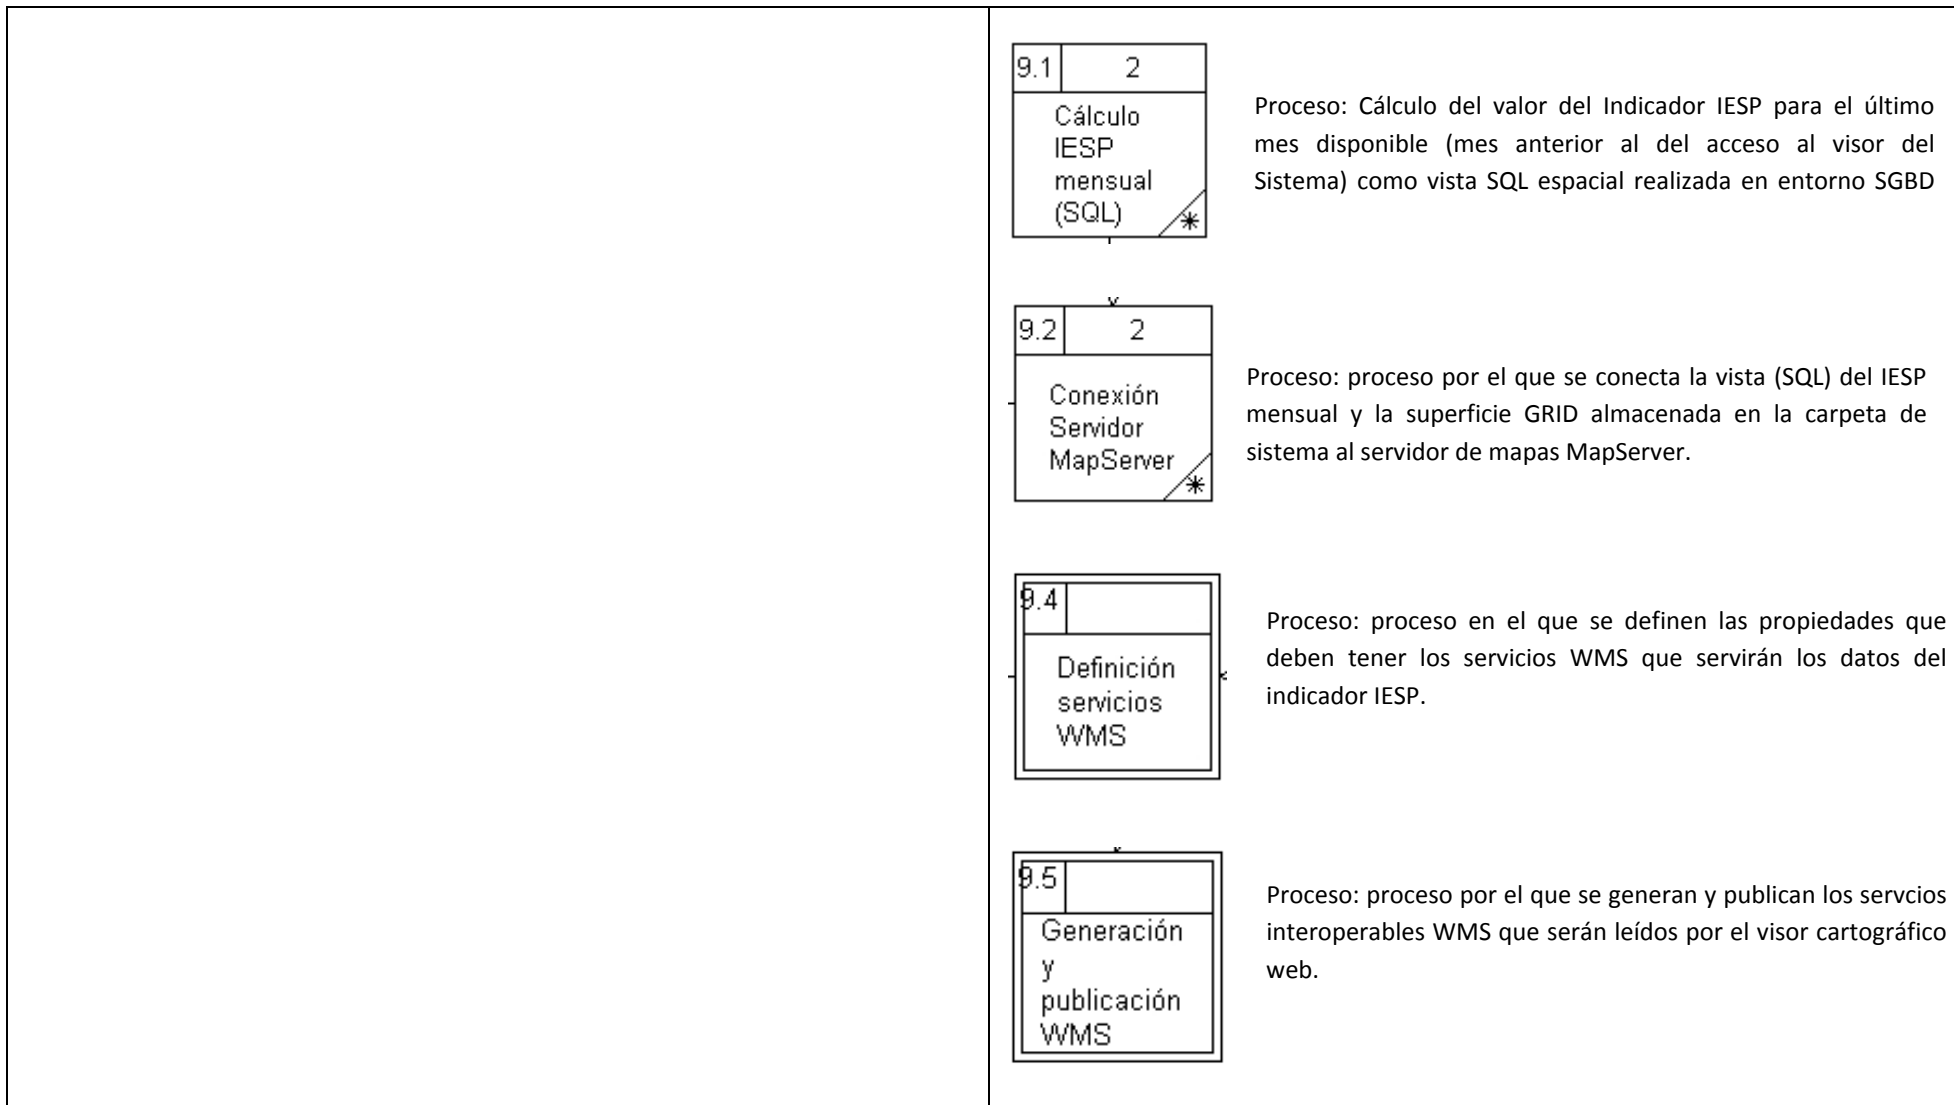 9.1 2
Cálculo
IESP
mensual
(SQL)
Proceso: Cálculo del valor del Indicador IESP para el último
mes disponible (mes anterior al del acceso al visor del
Sistema) como vista SQL espacial realizada en entorno SGBD
9.2 2
Conexión
Servidor
MapServer
Proceso: proceso por el que se conecta la vista (SQL) del IESP
mensual y la superficie GRID almacenada en la carpeta de
sistema al servidor de mapas MapServer.
9.4
Definición
servicios
WMS
Proceso: proceso en el que se definen las propiedades que
deben tener los servicios WMS que servirán los datos del
indicador IESP.
9.5
Generación
y
publicación
WMS
Proceso: proceso por el que se generan y publican los servcios
interoperables WMS que serán leídos por el visor cartográfico
web.